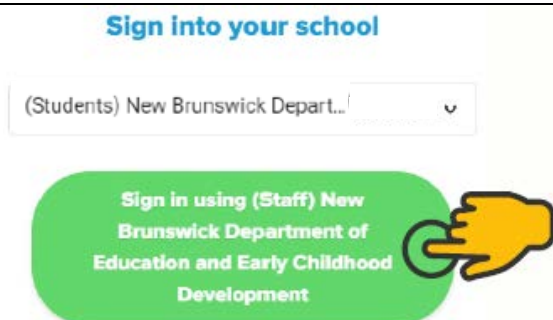 Sign into your school
(Students) New Brunswick Depart...
Sign in using (Staff) New
Brunswick Department of
Education and Early Childhood
Development